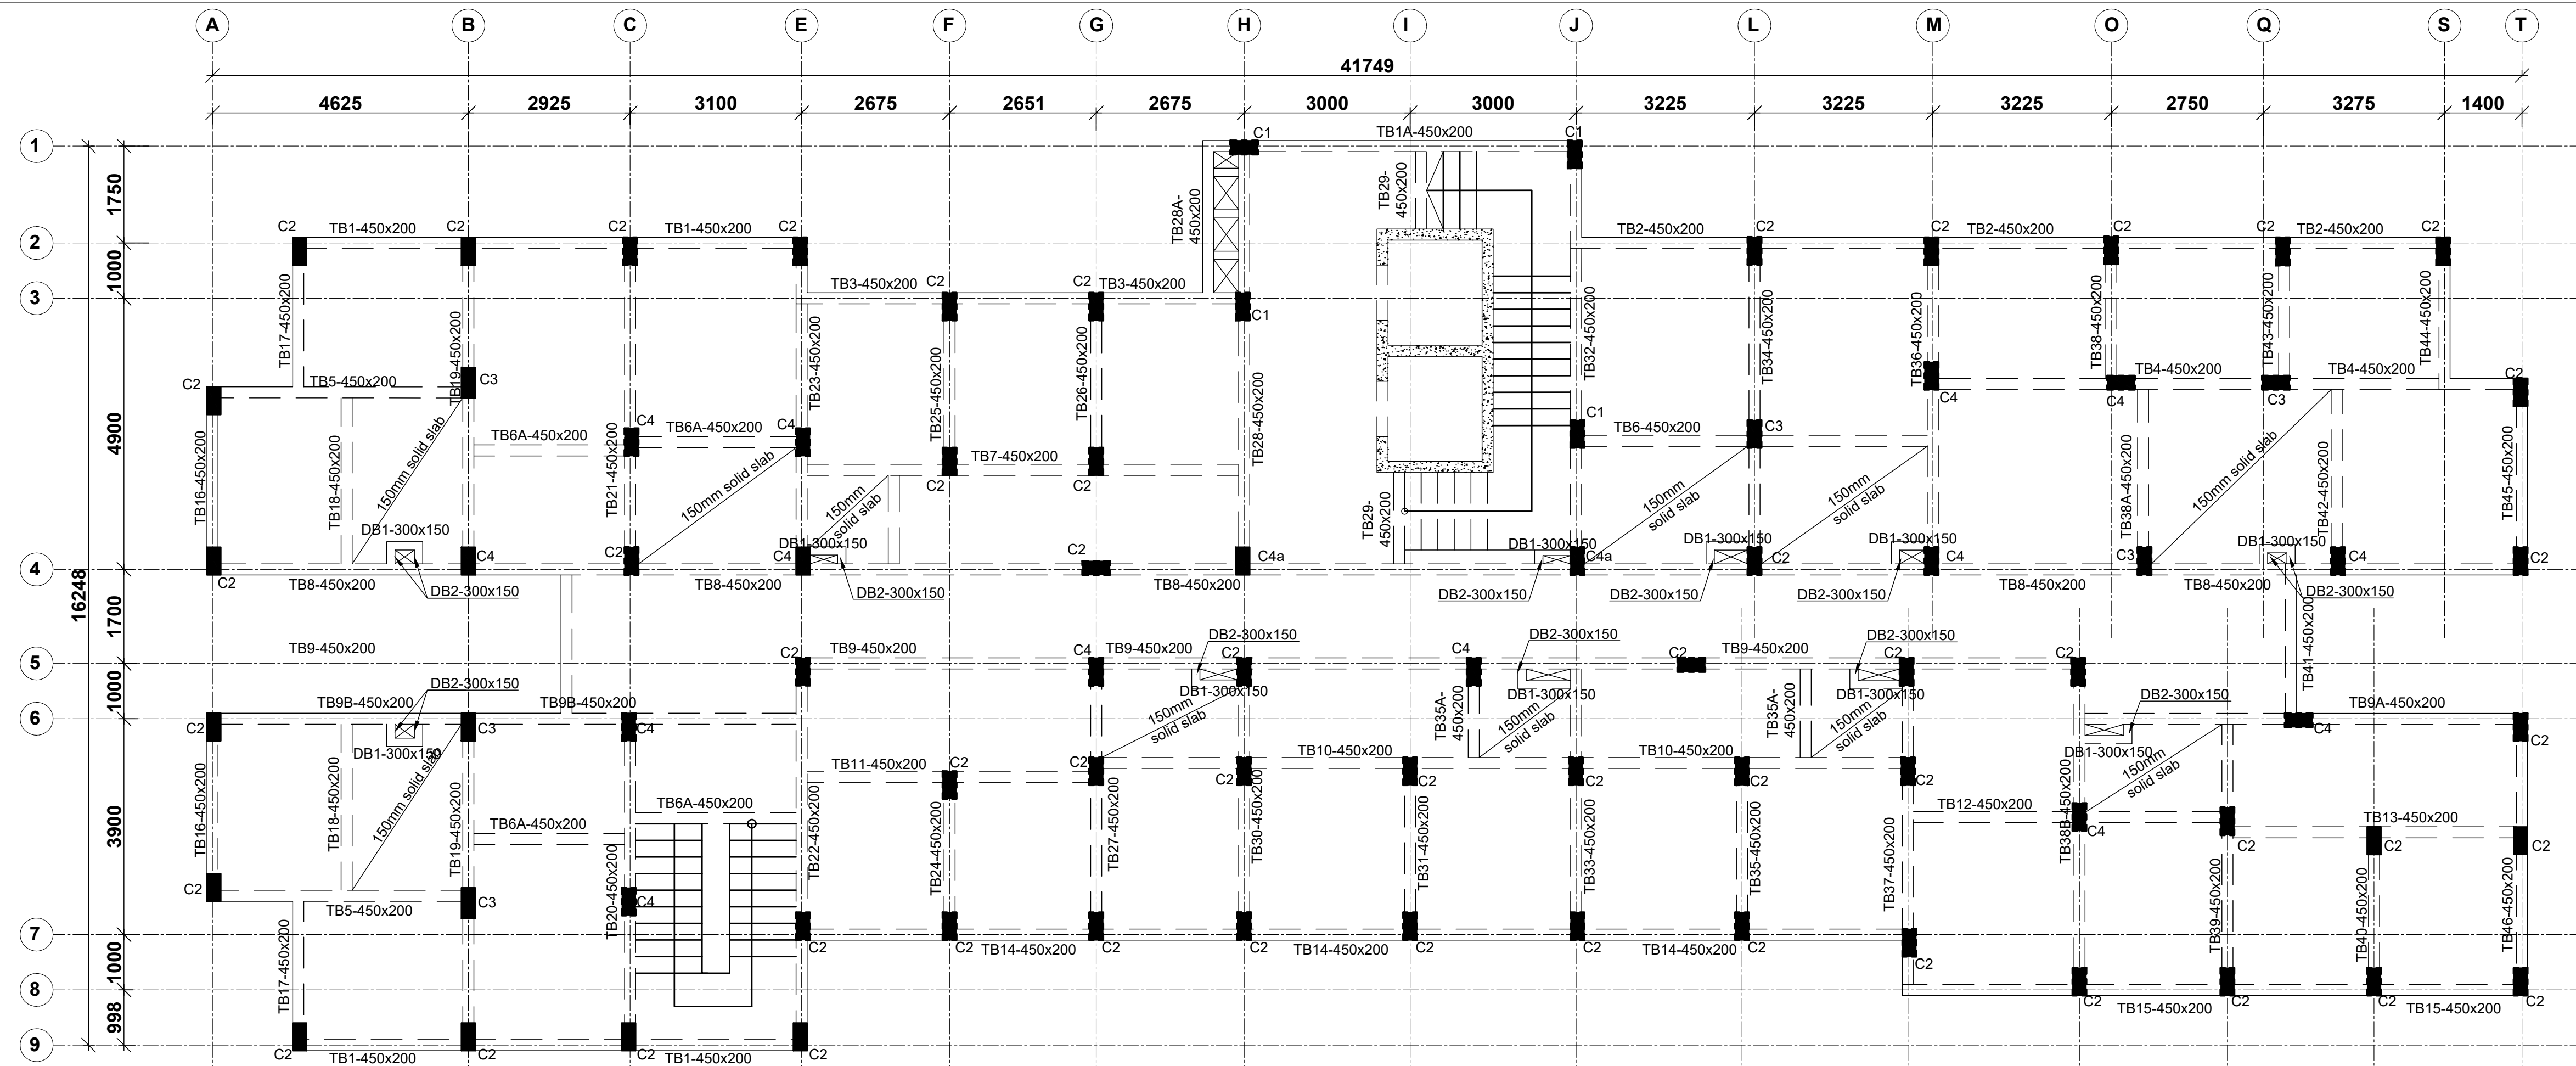 A B C E F G H I J L M O Q S T
41749
4625 2925 3100 2675 2651 2675 3000 3000 3225 3225 3225 2750 3275 1400
1
C1 TB1A-450x200 C1
1750
TB28A-
450x200
TB29-
450x200
2
C2 TB1-450x200 C2 C2 TB1-450x200 C2
TB2-450x200 C2 C2 TB2-450x200 C2 C2 TB2-450x200 C2
1000
3
TB3-450x200 C2 C2 TB3-450x200
C1
TB17-450x200
TB19-450x200
TB23-450x200
TB25-450x200
TB26-450x200
TB32-450x200
TB34-450x200
TB36-450x200
TB38-450x200
TB43-450x200
TB44-450x200
C2 TB5-450x200 C3
C4 C4 TB4-450x200 C3 TB4-450x200 C2
4900
TB16-450x200
TB18-450x200
150mm solid slab
TB6A-450x200 C4 TB6A-450x200 C4
TB21-450x200
150mm solid slab
C2 TB7-450x200 C2
150mm
solid slab
TB28-450x200
C1 TB6-450x200 C3
TB29-
450x200
150mm
solid slab
150mm
solid slab
TB38A-450x200
150mm solid slab
TB42-450x200
TB45-450x200
DB1-300x150 DB1-300x150 DB1-300x150 DB1-300x150 DB1-300x150 DB1-300x150
4
C2 C4 C2 C4 C2 C4a C4a C2 C4 C3 C4 C2
TB8-450x200 TB8-450x200 TB8-450x200 TB8-450x200 TB8-450x200
DB2-300x150 DB2-300x150 DB2-300x150 DB2-300x150 DB2-300x150 DB2-300x150
16248
1700
TB41-450x200
DB2-300x150 DB2-300x150 DB2-300x150
TB9-450x200 C2 TB9-450x200 C4 TB9-450x200 C2 C4 C2 TB9-450x200 C2 C2
5
1000
DB2-300x150
DB1-300x150 DB1-300x150 DB1-300x150
DB2-300x150
TB9B-450x200 TB9B-450x200
TB9A-450x200
6
C2 C3 C4 C4 C2
150mm
solid slab
TB35A-
450x200
150mm
solid slab
TB35A-
450x200
150mm
solid slab
DB1-300x150 DB1-300x150
150mm
solid slab
TB11-450x200 C2 C2 C2 TB10-450x200 C2 C2 TB10-450x200 C2 C2
3900
TB16-450x200
TB18-450x200
150mm solid slab
TB19-450x200
TB6A-450x200
TB6A-450x200
TB22-450x200
TB24-450x200
TB27-450x200
TB30-450x200
TB31-450x200
TB33-450x200
TB35-450x200
TB37-450x200
TB38B-450x200
TB12-450x200 C4 C2 TB13-450x200 C2 C2
C2 TB5-450x200 C3 C4
TB20-450x200
TB39-450x200
TB40-450x200
TB46-450x200
7
C2 C2 TB14-450x200 C2 C2 TB14-450x200 C2 C2 TB14-450x200 C2 C2
1000
TB17-450x200
8
C2 TB15-450x200 C2 C2 TB15-450x200 C2
998
9
C2 TB1-450x200 C2 C2 TB1-450x200 C2